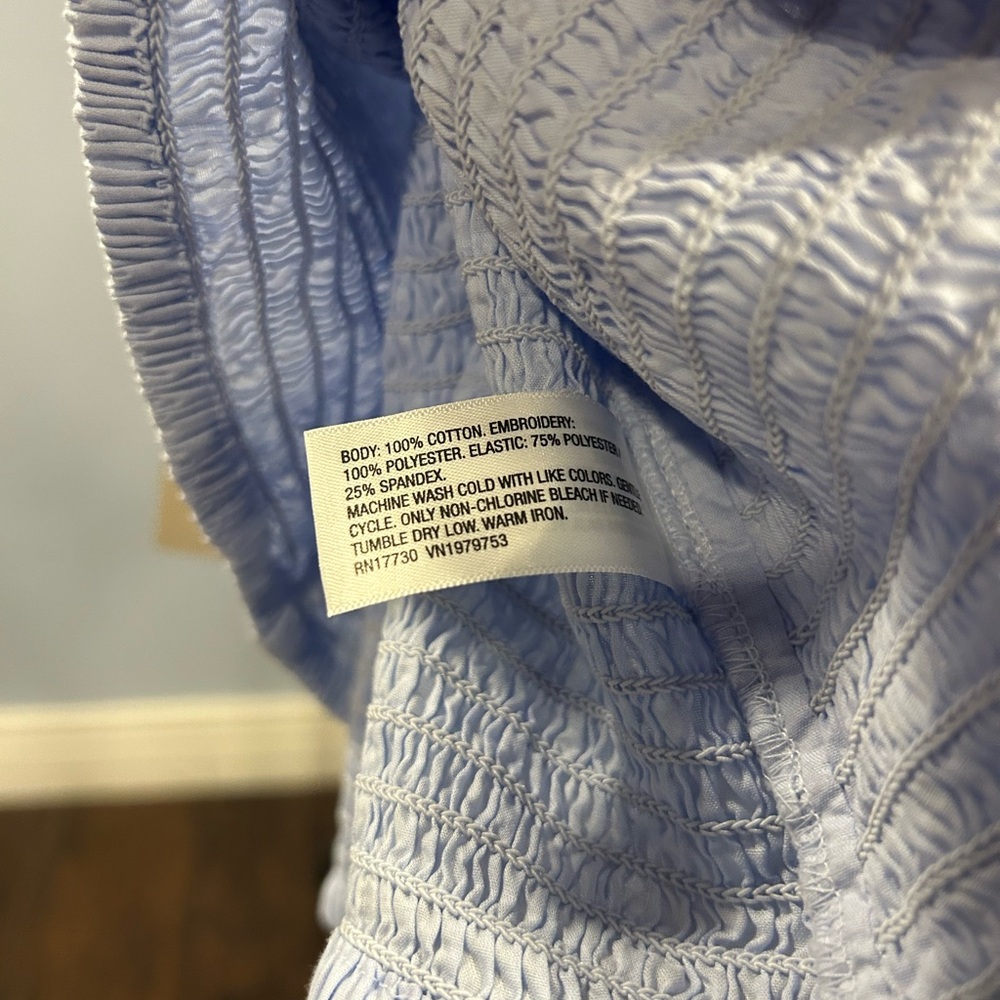 BODY: 100% COTTON. EMBROIDERY:
100% POLYESTER. ELASTIC: 75% POLYESTER,
25% SPANDEX.
MACHINE WASH COLD WITH LIKE COLORS. GENTLE
CYCLE. ONLY NON-CHLORINE BLEACH IF NEEDED.
TUMBLE DRY LOW. WARM IRON.
RN17730 VN1979753